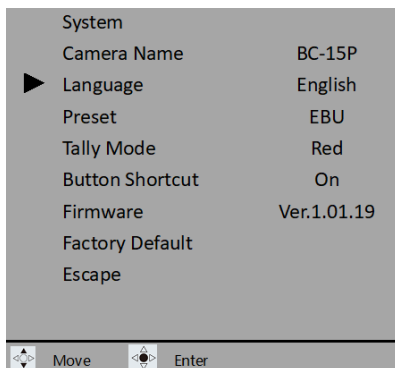 System
Camera Name BC-15P
Language English
Preset EBU
Tally Mode Red
Button Shortcut On
Firmware Ver.1.01.19
Factory Default
Escape
Move Enter